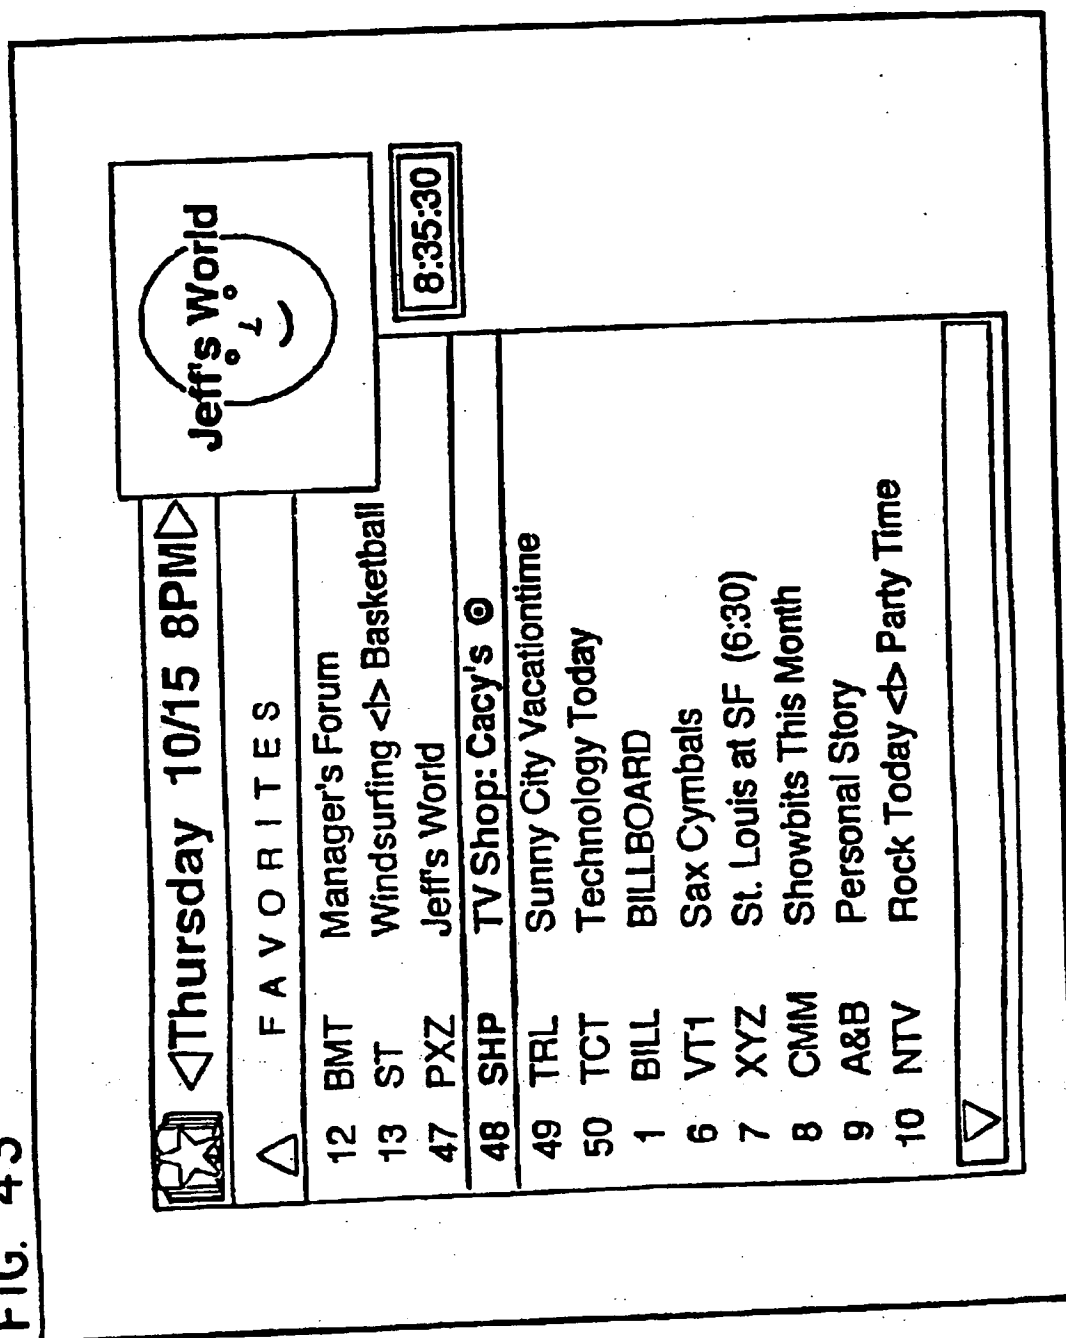 FIG. 43
Thursday 10/15 8PM
Jeff's World
FAVORITES
8:35:30
12 BMT Manager's Forum
13 ST Windsurfing <I> Basketball
47 PXZ Jeff's World
48 SHP TV Shop: Cacy's
49 TRL Sunny City Vacationtime
50 TCT Technology Today
1 BILL BILLBOARD
6 VT1 Sax Cymbals
7 XYZ St. Louis at SF (6:30)
8 CMM Showbits This Month
9 A&B Personal Story
10 NTV Rock Today <I> Party Time